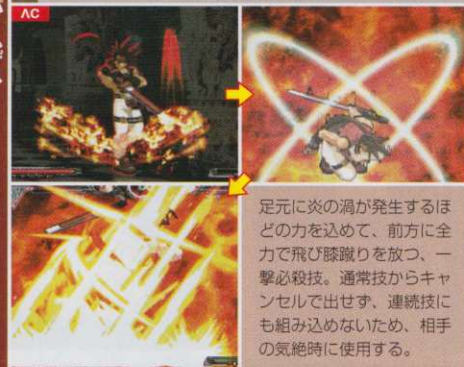 AC
足元に炎の渦が発生するほ
どの力を込めて、前方に全
力で飛び膝蹴りを放つ、一
撃必殺技。通常技からキャ
ンセルで出せず、連続技に
も組み込めないため、相手
の気絶時に使用する。